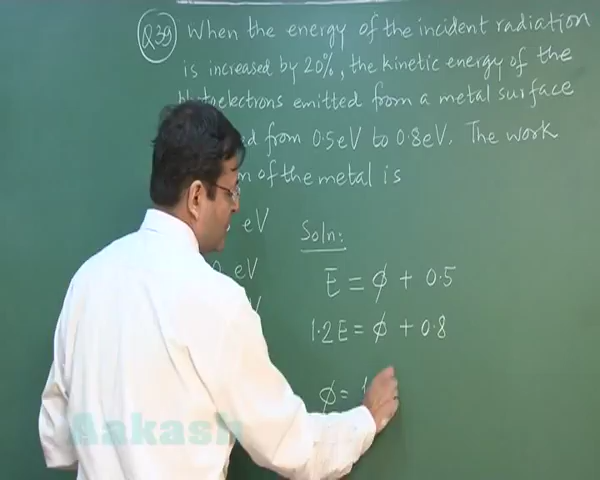 Q39 When the energy of the incident radiation
is increased by 20%, the kinetic energy of the
Photoelectrons emitted from a metal surface
from 0.5eV to 0.8eV. The work
of the metal is
eV
Soln:
eV
E = ϕ + 0.5
1.2E = ϕ + 0.8
ϕ = 1
Aakash